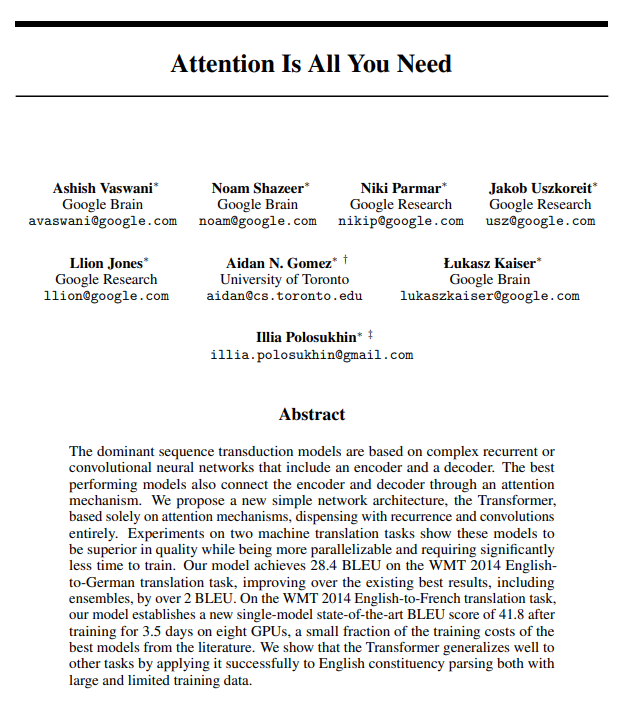 Attention Is All You Need
Ashish Vaswani* Noam Shazeer* Niki Parmar* Jakob Uszkoreit*
Google Brain Google Brain Google Research Google Research
avaswani@google.com noam@google.com nikip@google.com usz@google.com
Llion Jones* Aidan N. Gomez* † Łukasz Kaiser*
Google Research University of Toronto Google Brain
llion@google.com aidan@cs.toronto.edu lukaszkaiser@google.com
Illia Polosukhin* ‡
illia.polosukhin@gmail.com
Abstract
The dominant sequence transduction models are based on complex recurrent or
convolutional neural networks that include an encoder and a decoder. The best
performing models also connect the encoder and decoder through an attention
mechanism. We propose a new simple network architecture, the Transformer,
based solely on attention mechanisms, dispensing with recurrence and convolutions
entirely. Experiments on two machine translation tasks show these models to
be superior in quality while being more parallelizable and requiring significantly
less time to train. Our model achieves 28.4 BLEU on the WMT 2014 English-
to-German translation task, improving over the existing best results, including
ensembles, by over 2 BLEU. On the WMT 2014 English-to-French translation task,
our model establishes a new single-model state-of-the-art BLEU score of 41.8 after
training for 3.5 days on eight GPUs, a small fraction of the training costs of the
best models from the literature. We show that the Transformer generalizes well to
other tasks by applying it successfully to English constituency parsing both with
large and limited training data.